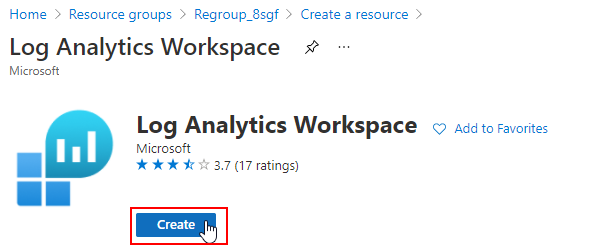 Home > Resource groups > Regroup_8sgf > Create a resource >
Log Analytics Workspace ...
Microsoft
Log Analytics Workspace Add to Favorites
Microsoft
3.7 (17 ratings)
Create